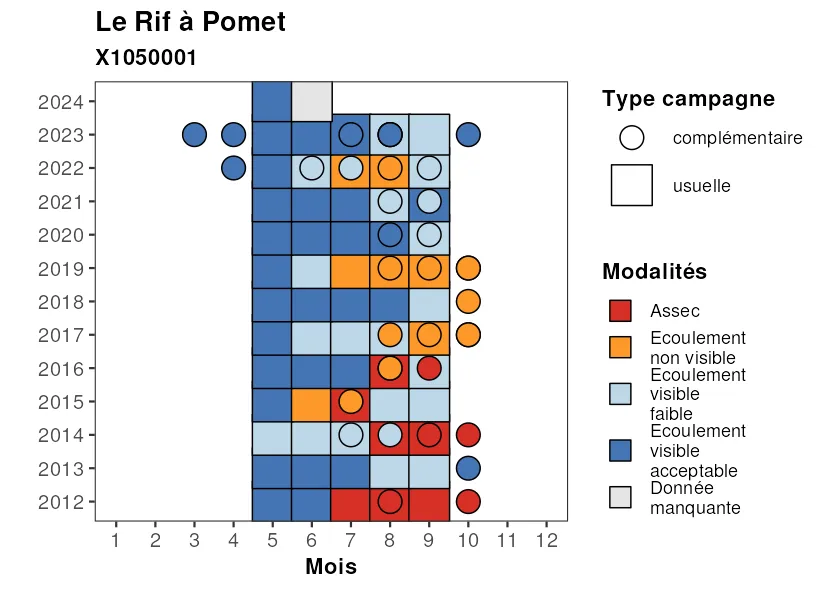 Le Rif à Pomet
X1050001
2024
2023
2022
2021
2020
2019
2018
2017
2016
2015
2014
2013
2012
1 2 3 4 5 6 7 8 9 10 11 12
Mois
Type campagne
complémentaire
usuelle
Modalités
Assec
Ecoulement
non visible
Ecoulement
visible
faible
Ecoulement
visible
acceptable
Donnée
manquante